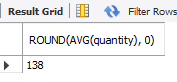 Result Grid Filter Rows
ROUND(AVG(quantity), 0)
138